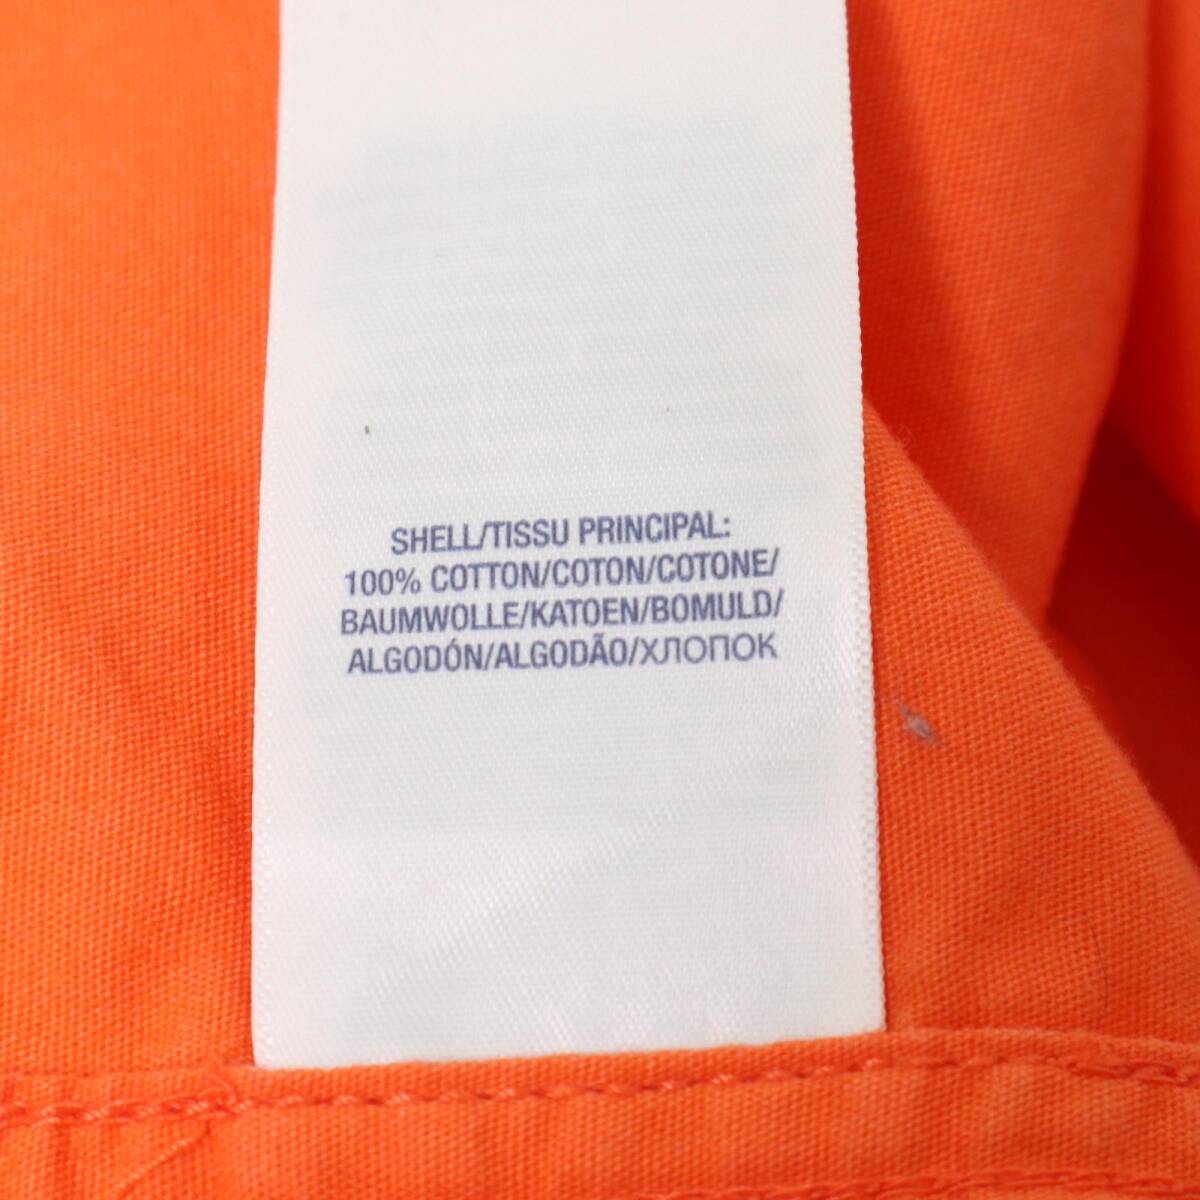 SHELL/TISSU PRINCIPAL:
100% COTTON/COTON/COTONE/
BAUMWOLLE/KATOEN/BOMULD/
ALGODÓN/ALGODÃO/ХЛОПОК